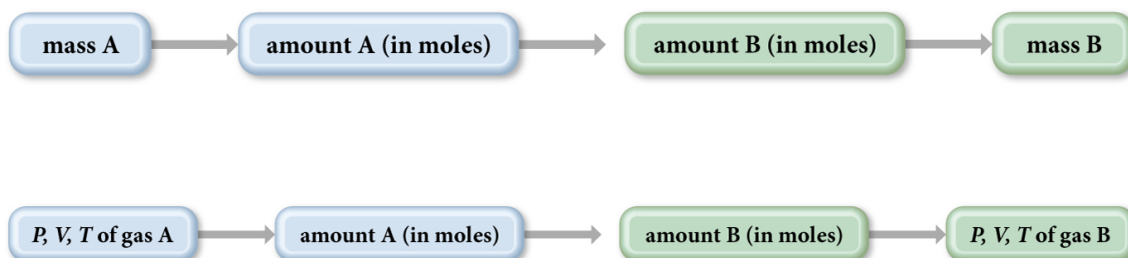 mass A
amount A (in moles)
amount B (in moles)
mass B
P, V, T of gas A
amount A (in moles)
amount B (in moles)
P, V, T of gas B